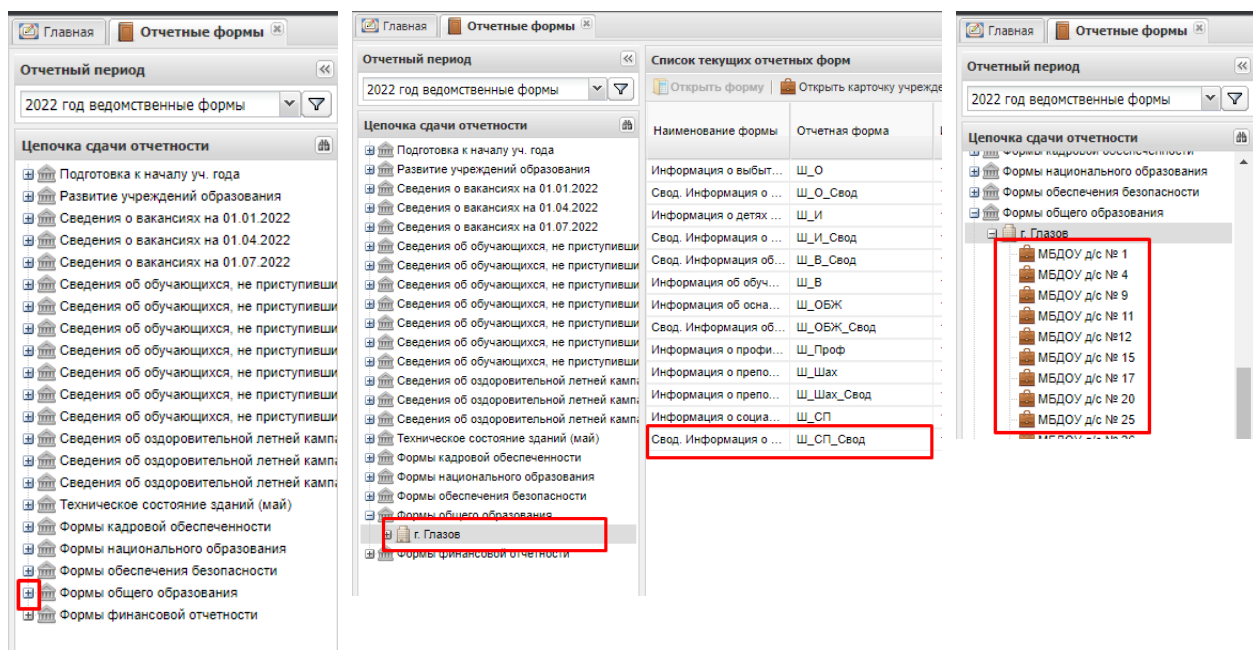 Главная
Отчетные формы
Отчетный период
2022 год ведомственные формы
Цепочка сдачи отчетности
Подготовка к началу уч. года
Развитие учреждений образования
Сведения о вакансиях на 01.01.2022
Сведения о вакансиях на 01.04.2022
Сведения о вакансиях на 01.07.2022
Сведения об обучающихся, не приступивши
Сведения об обучающихся, не приступивши
Сведения об обучающихся, не приступивши
Сведения об обучающихся, не приступивши
Сведения об обучающихся, не приступивши
Сведения об обучающихся, не приступивши
Сведения об обучающихся, не приступивши
Сведения об оздоровительной летней кампа
Сведения об оздоровительной летней кампа
Сведения об оздоровительной летней кампа
Техническое состояние зданий (май)
Формы кадровой обеспеченности
Формы национального образования
Формы обеспечения безопасности
Формы общего образования
Формы финансовой отчетности
Главная
Отчетные формы
Отчетный период
2022 год ведомственные формы
Цепочка сдачи отчетности
Подготовка к началу уч. года
Развитие учреждений образования
Сведения о вакансиях на 01.01.2022
Сведения о вакансиях на 01.04.2022
Сведения о вакансиях на 01.07.2022
Сведения об обучающихся, не приступивши
Сведения об обучающихся, не приступивши
Сведения об обучающихся, не приступивши
Сведения об обучающихся, не приступивши
Сведения об обучающихся, не приступивши
Сведения об обучающихся, не приступивши
Сведения об обучающихся, не приступивши
Сведения об оздоровительной летней кампа
Сведения об оздоровительной летней кампа
Сведения об оздоровительной летней кампа
Техническое состояние зданий (май)
Формы кадровой обеспеченности
Формы национального образования
Формы обеспечения безопасности
Формы общего образования
г. Глазов
Формы финансовой отчетности
Список текущих отчетных форм
Открыть форму Открыть карточку учрежде
Наименование формы Отчетная форма
Информация о выбыт... Ш_О
Свод. Информация о ... Ш_О_Свод
Информация о детях ... Ш_И
Свод. Информация о ... Ш_И_Свод
Свод. Информация об... Ш_В_Свод
Информация об обуч... Ш_В
Информация об осна... Ш_ОБЖ
Свод. Информация об... Ш_ОБЖ_Свод
Информация о профи... Ш_Проф
Информация о препо... Ш_Шах
Информация о препо... Ш_Шах_Свод
Информация о социа... Ш_СП
Свод. Информация о ... Ш_СП_Свод
Главная
Отчетные формы
Отчетный период
2022 год ведомственные формы
Цепочка сдачи отчетности
Формы кадровой обеспеченности
Формы национального образования
Формы обеспечения безопасности
Формы общего образования
г. Глазов
МБДОУ д/с № 1
МБДОУ д/с № 4
МБДОУ д/с № 9
МБДОУ д/с № 11
МБДОУ д/с №12
МБДОУ д/с № 15
МБДОУ д/с № 17
МБДОУ д/с № 20
МБДОУ д/с № 25